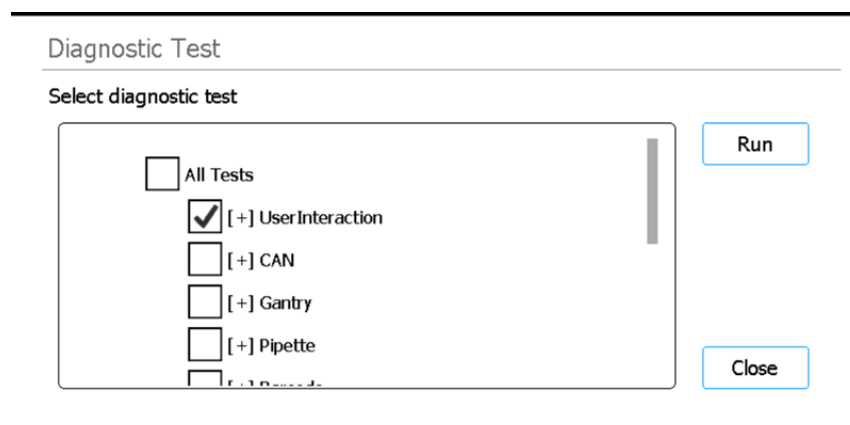 Diagnostic Test
Select diagnostic test
Run
All Tests
[+] UserInteraction
[+] CAN
[+] Gantry
[+] Pipette
Close